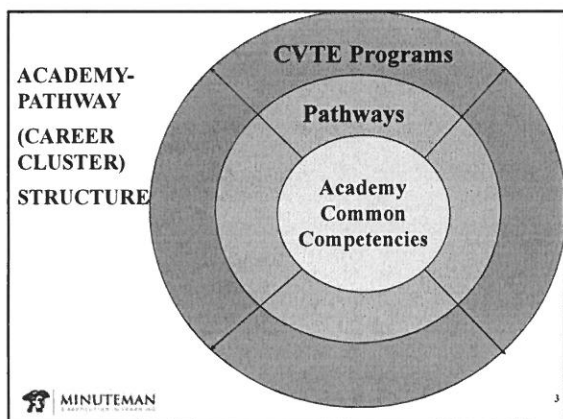 ACADEMY-
PATHWAY
(CAREER
CLUSTER)
STRUCTURE
CVTE Programs
Pathways
Academy
Common
Competencies
MINUTEMAN
3